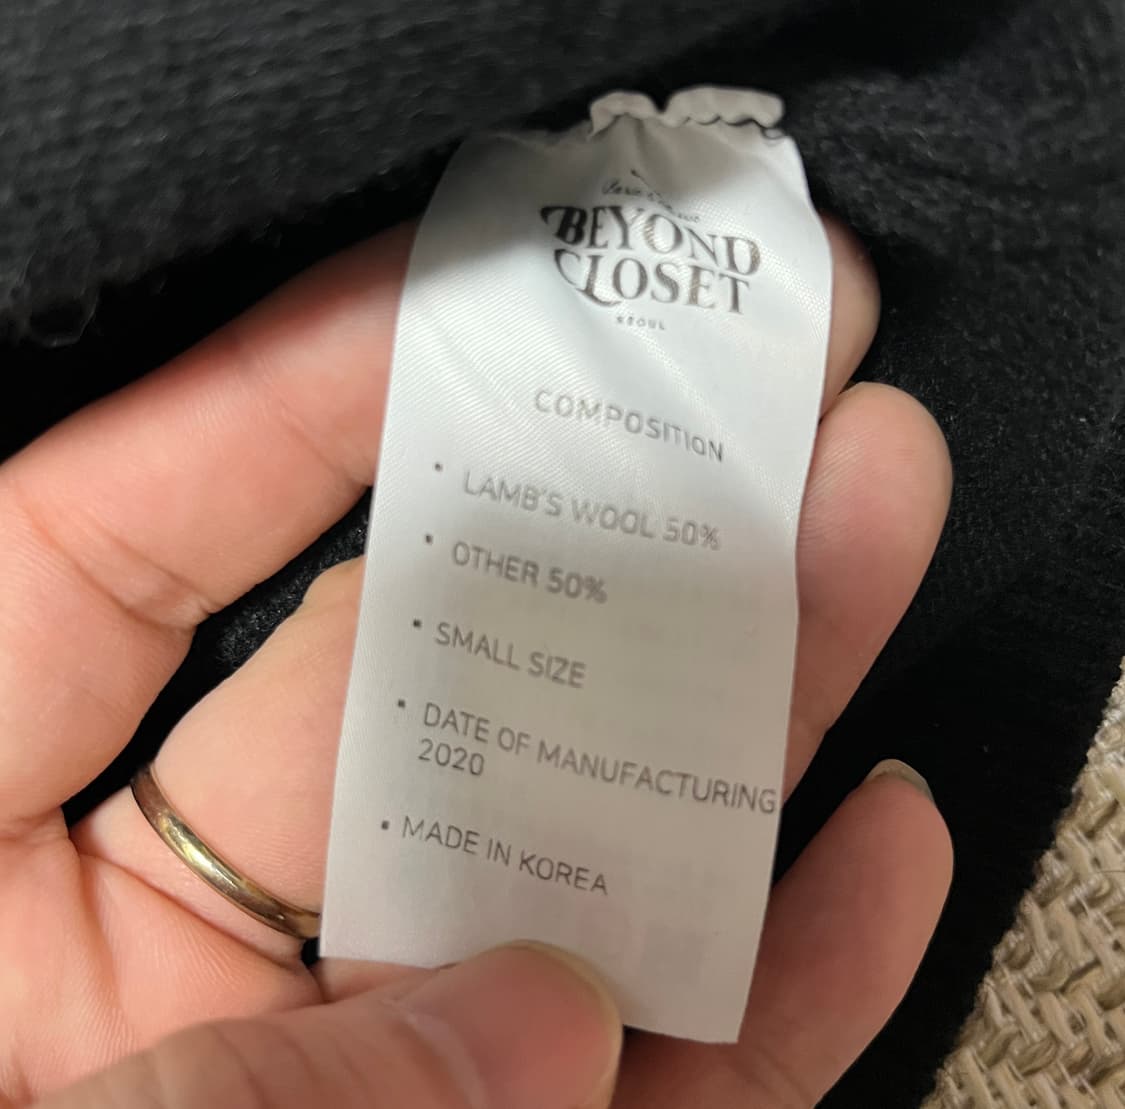 BEYOND
CLOSET
SEOUL
COMPOSITION
· LAMB'S WOOL 50%
· OTHER 50%
· SMALL SIZE
· DATE OF MANUFACTURING
2020
· MADE IN KOREA